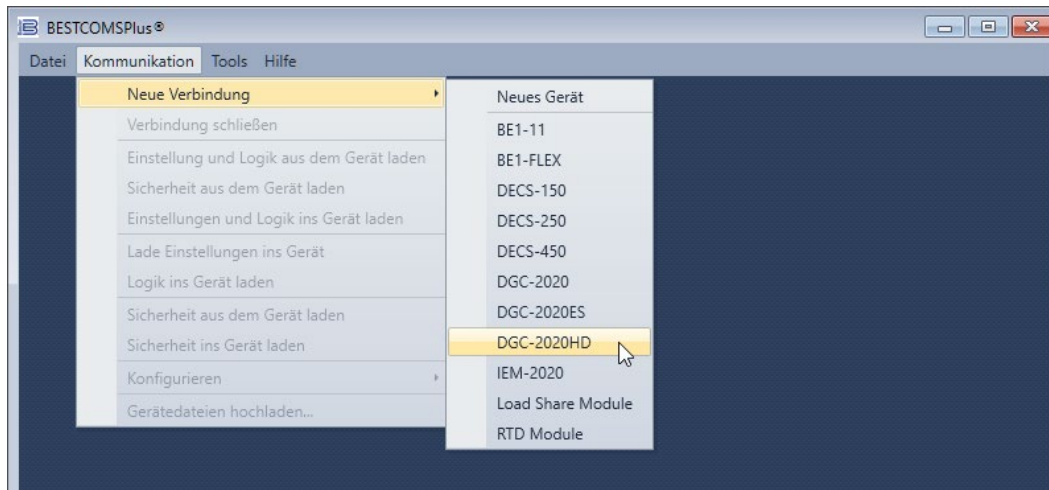 BESTCOMSPlus®
Datei Kommunikation Tools Hilfe
Neue Verbindung
Verbindung schließen
Einstellung und Logik aus dem Gerät laden
Sicherheit aus dem Gerät laden
Einstellungen und Logik ins Gerät laden
Lade Einstellungen ins Gerät
Logik ins Gerät laden
Sicherheit aus dem Gerät laden
Sicherheit ins Gerät laden
Konfigurieren
Gerätedateien hochladen...
Neues Gerät
BE1-11
BE1-FLEX
DECS-150
DECS-250
DECS-450
DGC-2020
DGC-2020ES
DGC-2020HD
IEM-2020
Load Share Module
RTD Module